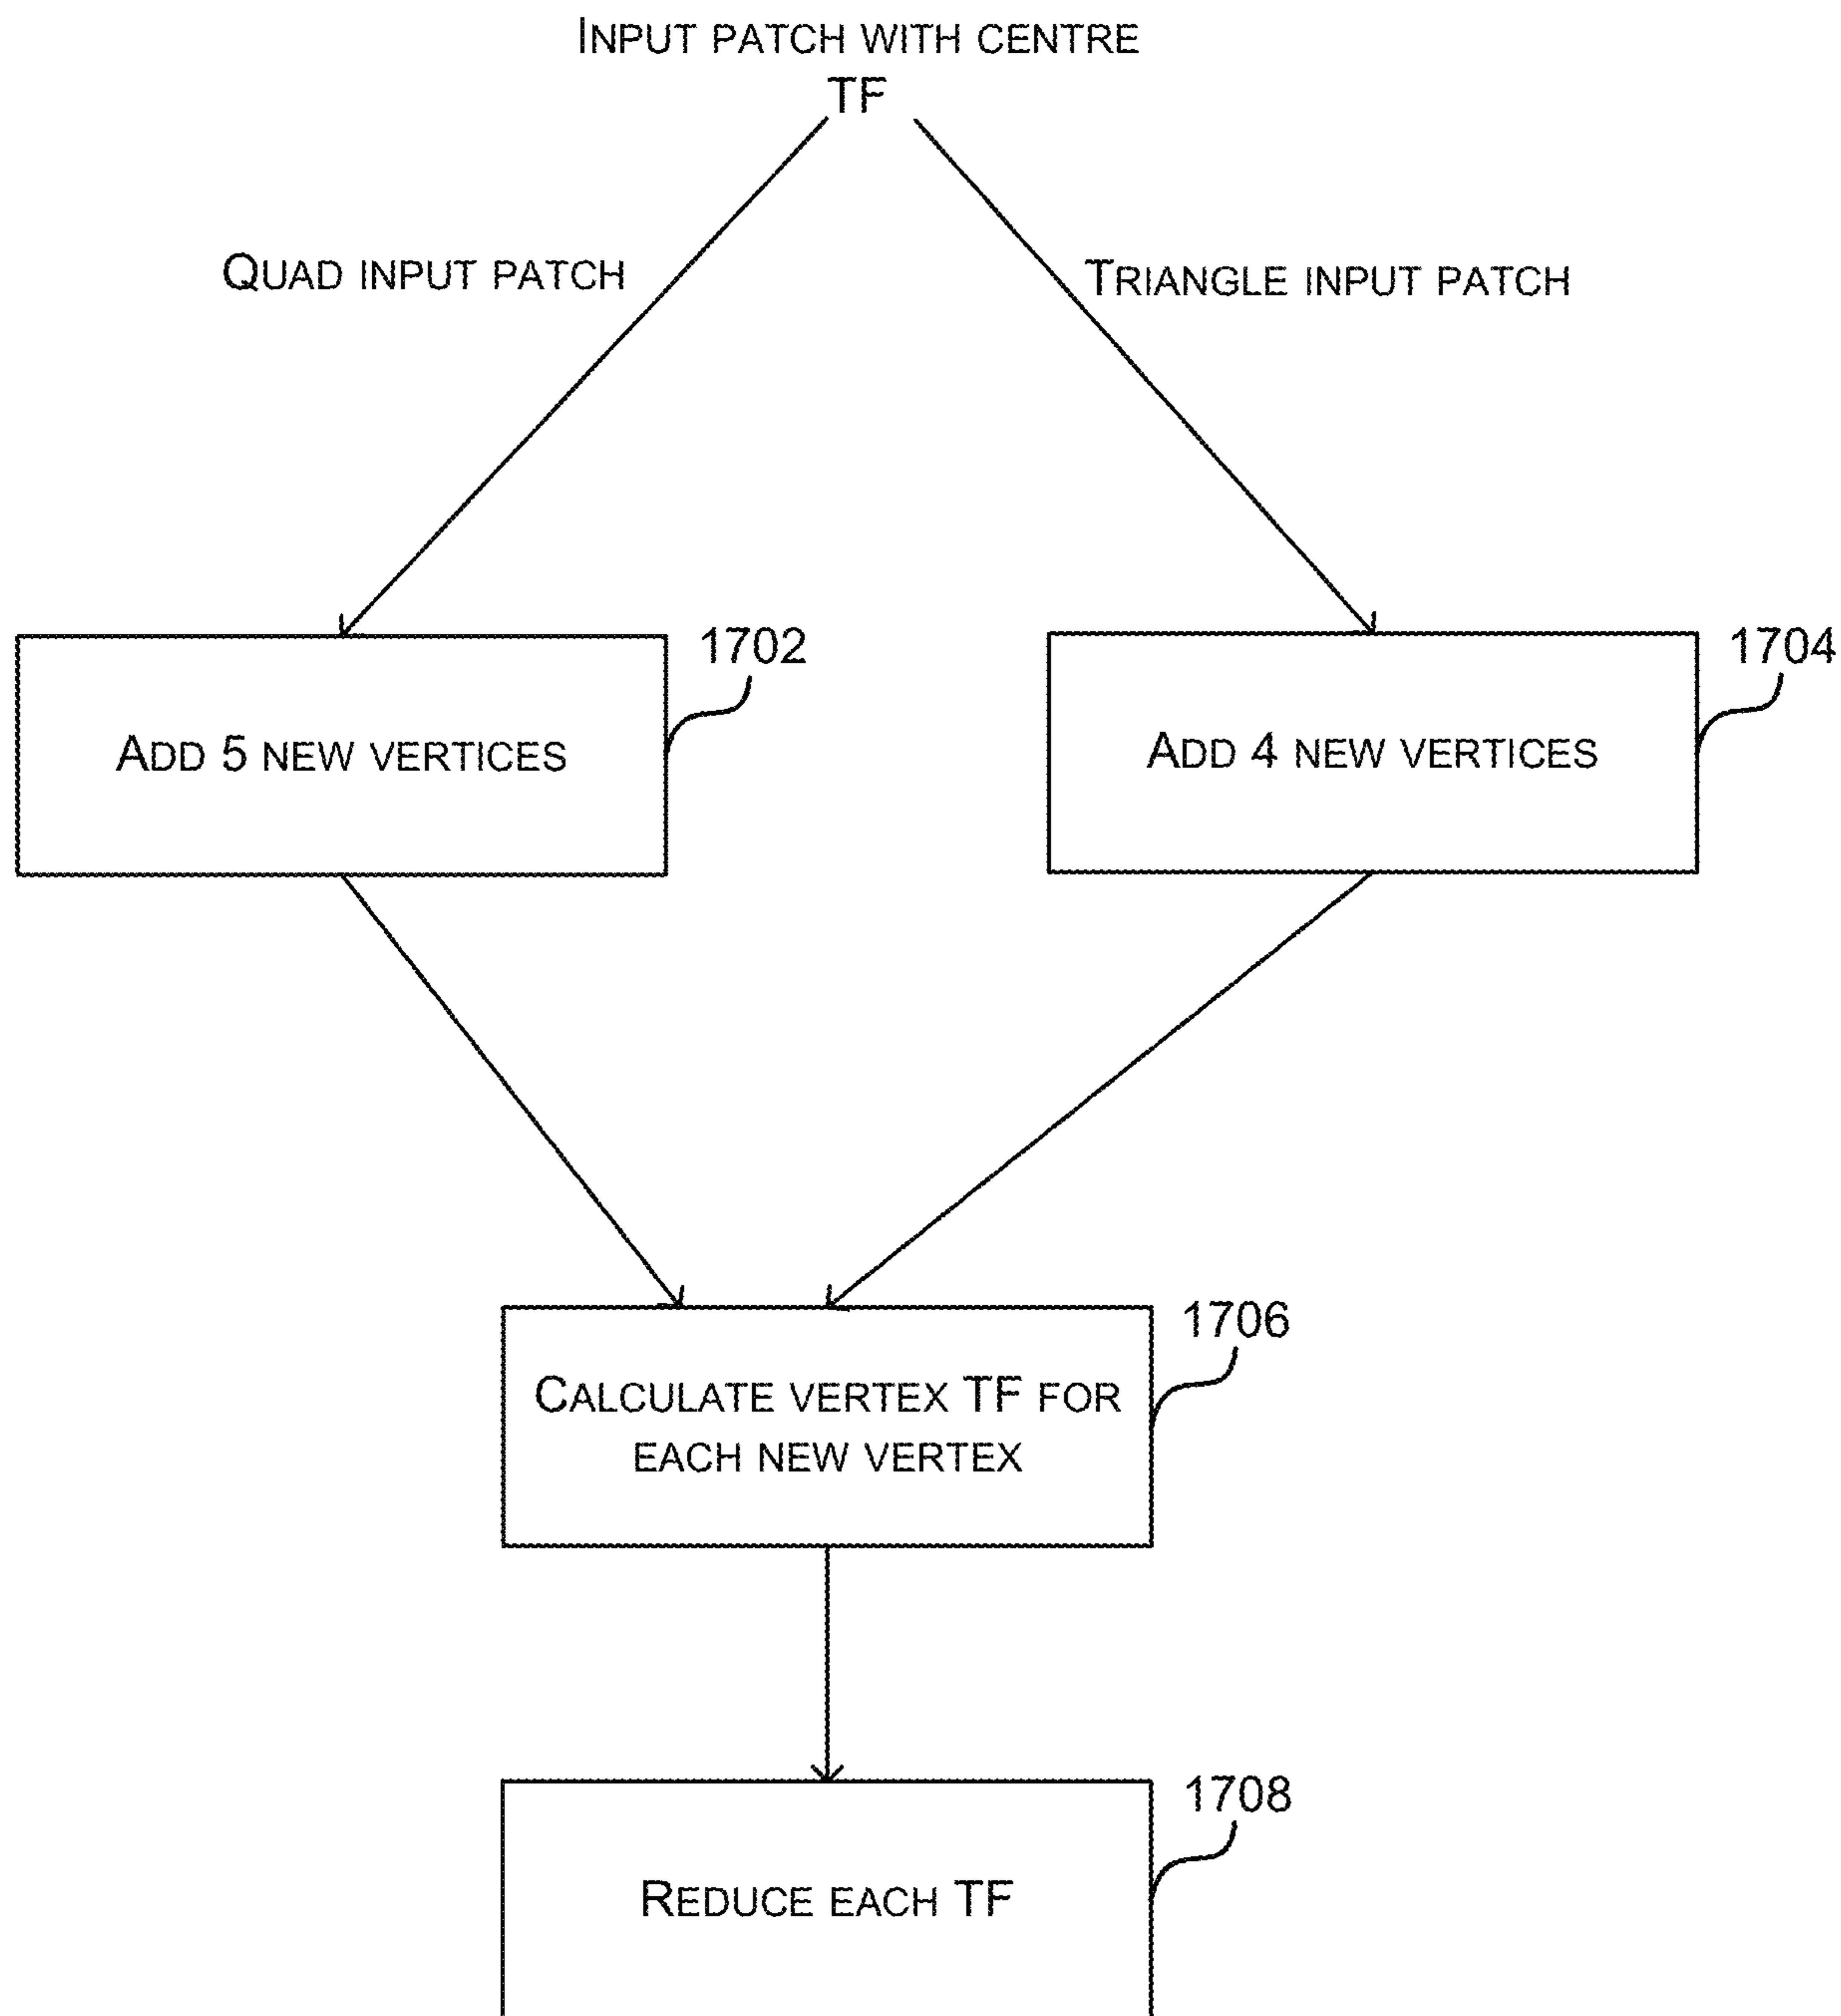 INPUT PATCH WITH CENTRE
TF
QUAD INPUT PATCH
TRIANGLE INPUT PATCH
1702
1704
ADD 5 NEW VERTICES
ADD 4 NEW VERTICES
1706
CALCULATE VERTEX TF FOR
EACH NEW VERTEX
1708
REDUCE EACH TF